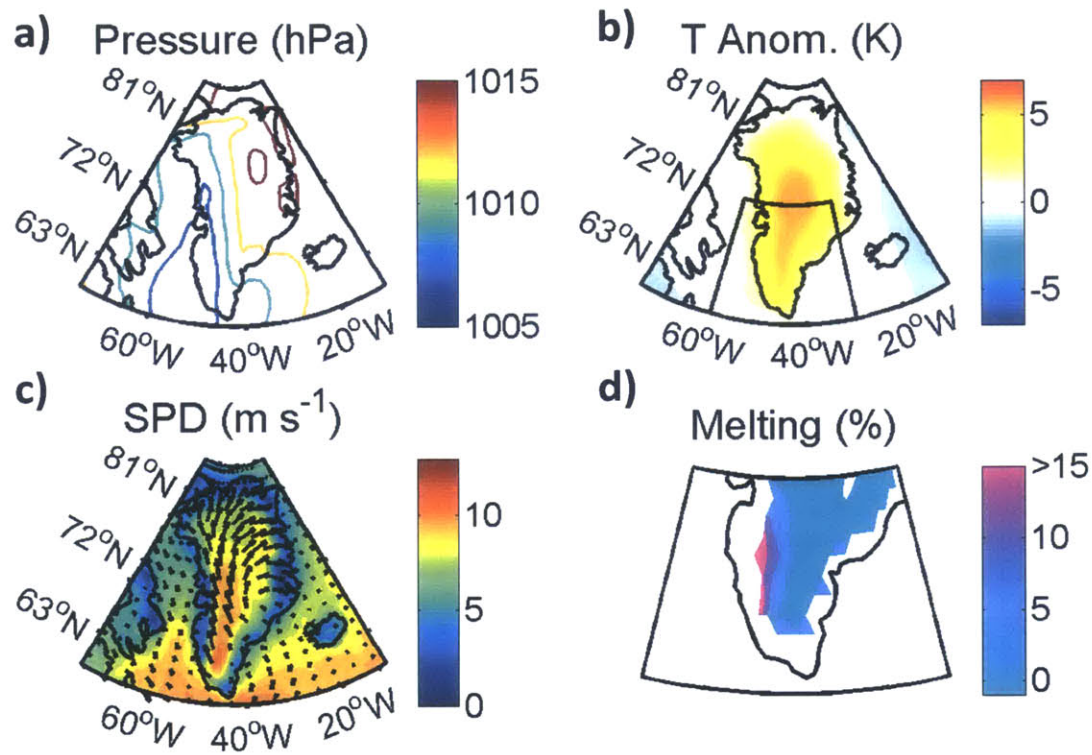 a) Pressure (hPa)
81°N
72°N
63°N
60°W 40°W 20°W
1015
1010
1005
b) T Anom. (K)
81°N
72°N
63°N
60°W 40°W 20°W
5
0
-5
c) SPD (m s⁻¹)
81°N
72°N
63°N
60°W 40°W 20°W
10
5
0
d) Melting (%)
>15
10
5
0